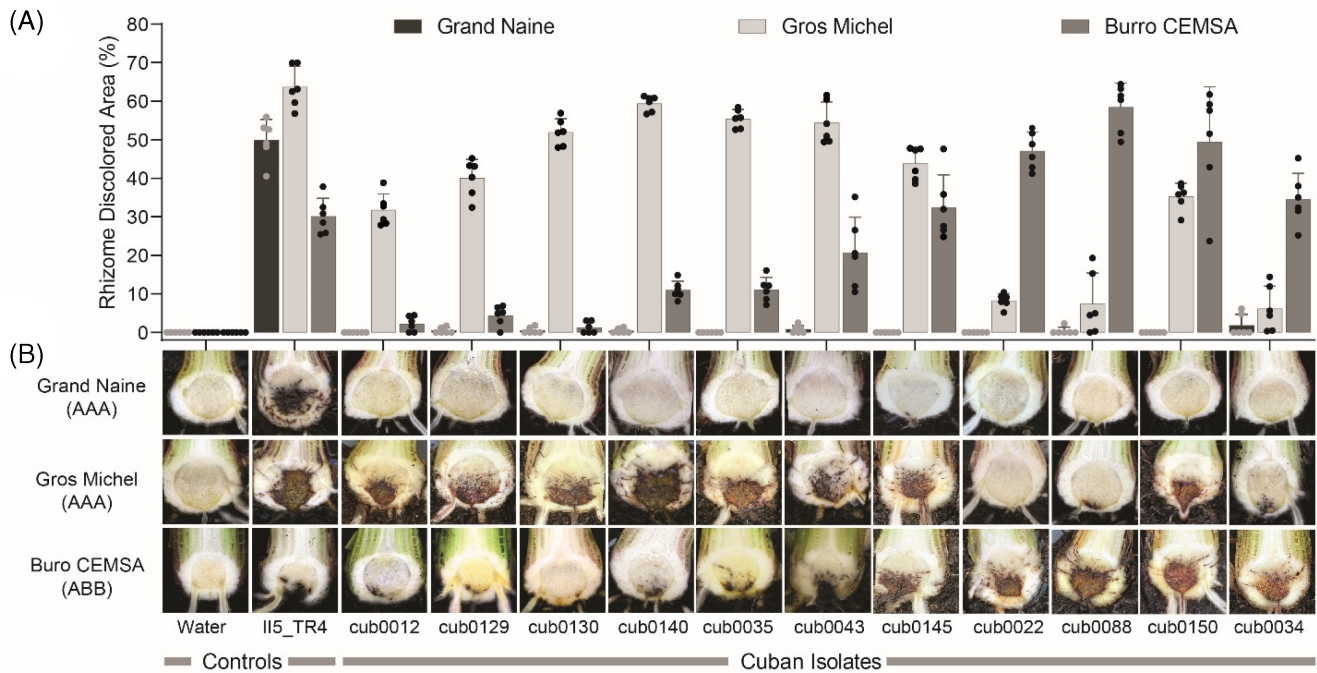 (A)
Grand Naine Gros Michel Burro CEMSA
Rhizome Discolored Area (%)
80
70
60
50
40
30
20
10
0
(B)
Grand Naine
(AAA)
Gros Michel
(AAA)
Buro CEMSA
(ABB)
Water II5_TR4 cub0012 cub0129 cub0130 cub0140 cub0035 cub0043 cub0145 cub0022 cub0088 cub0150 cub0034
Controls Cuban Isolates